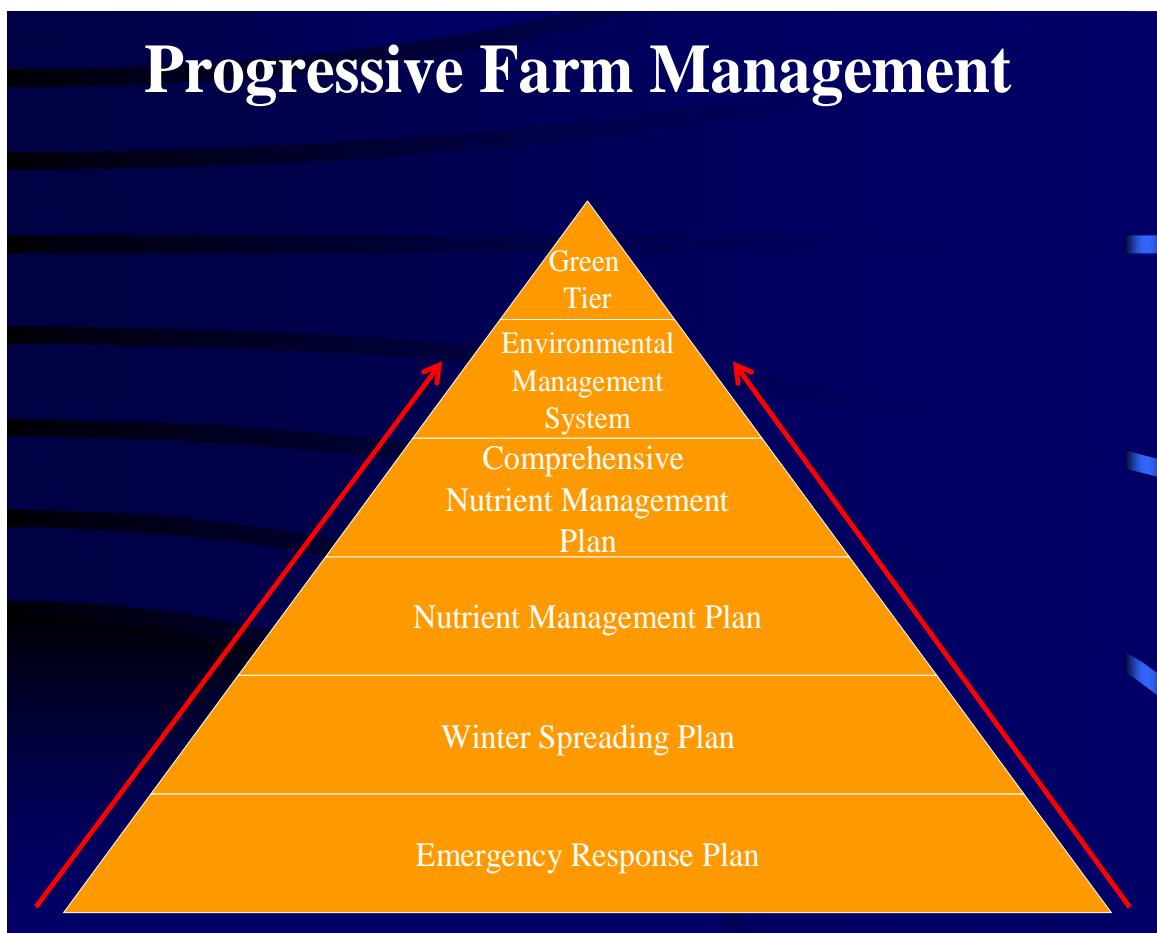 Progressive Farm Management
Green
Tier
Environmental
Management
System
Comprehensive
Nutrient Management
Plan
Nutrient Management Plan
Winter Spreading Plan
Emergency Response Plan